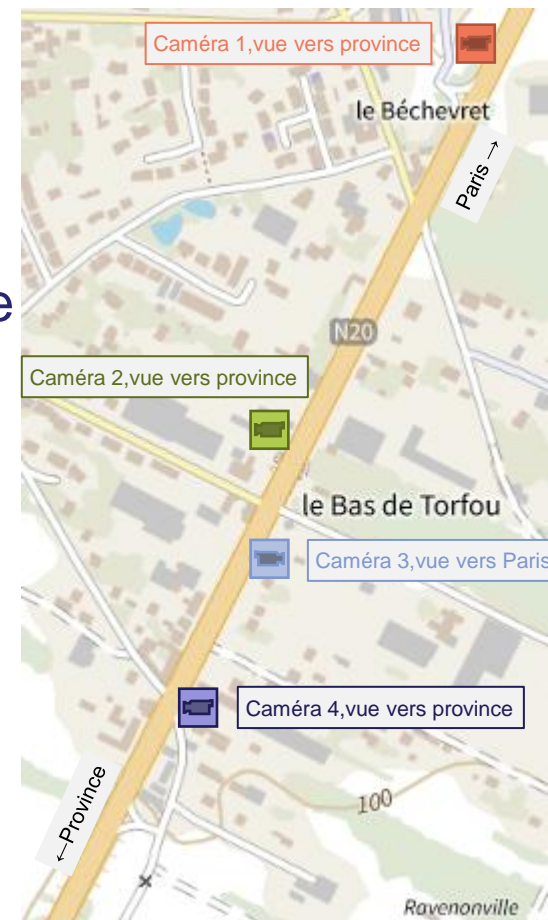 Caméra 1,vue vers province
le Béchevret
Paris →
e
N20
Caméra 2,vue vers province
le Bas de Torfou
Caméra 3,vue vers Paris
Caméra 4,vue vers province
←Province
100
Ravenonville